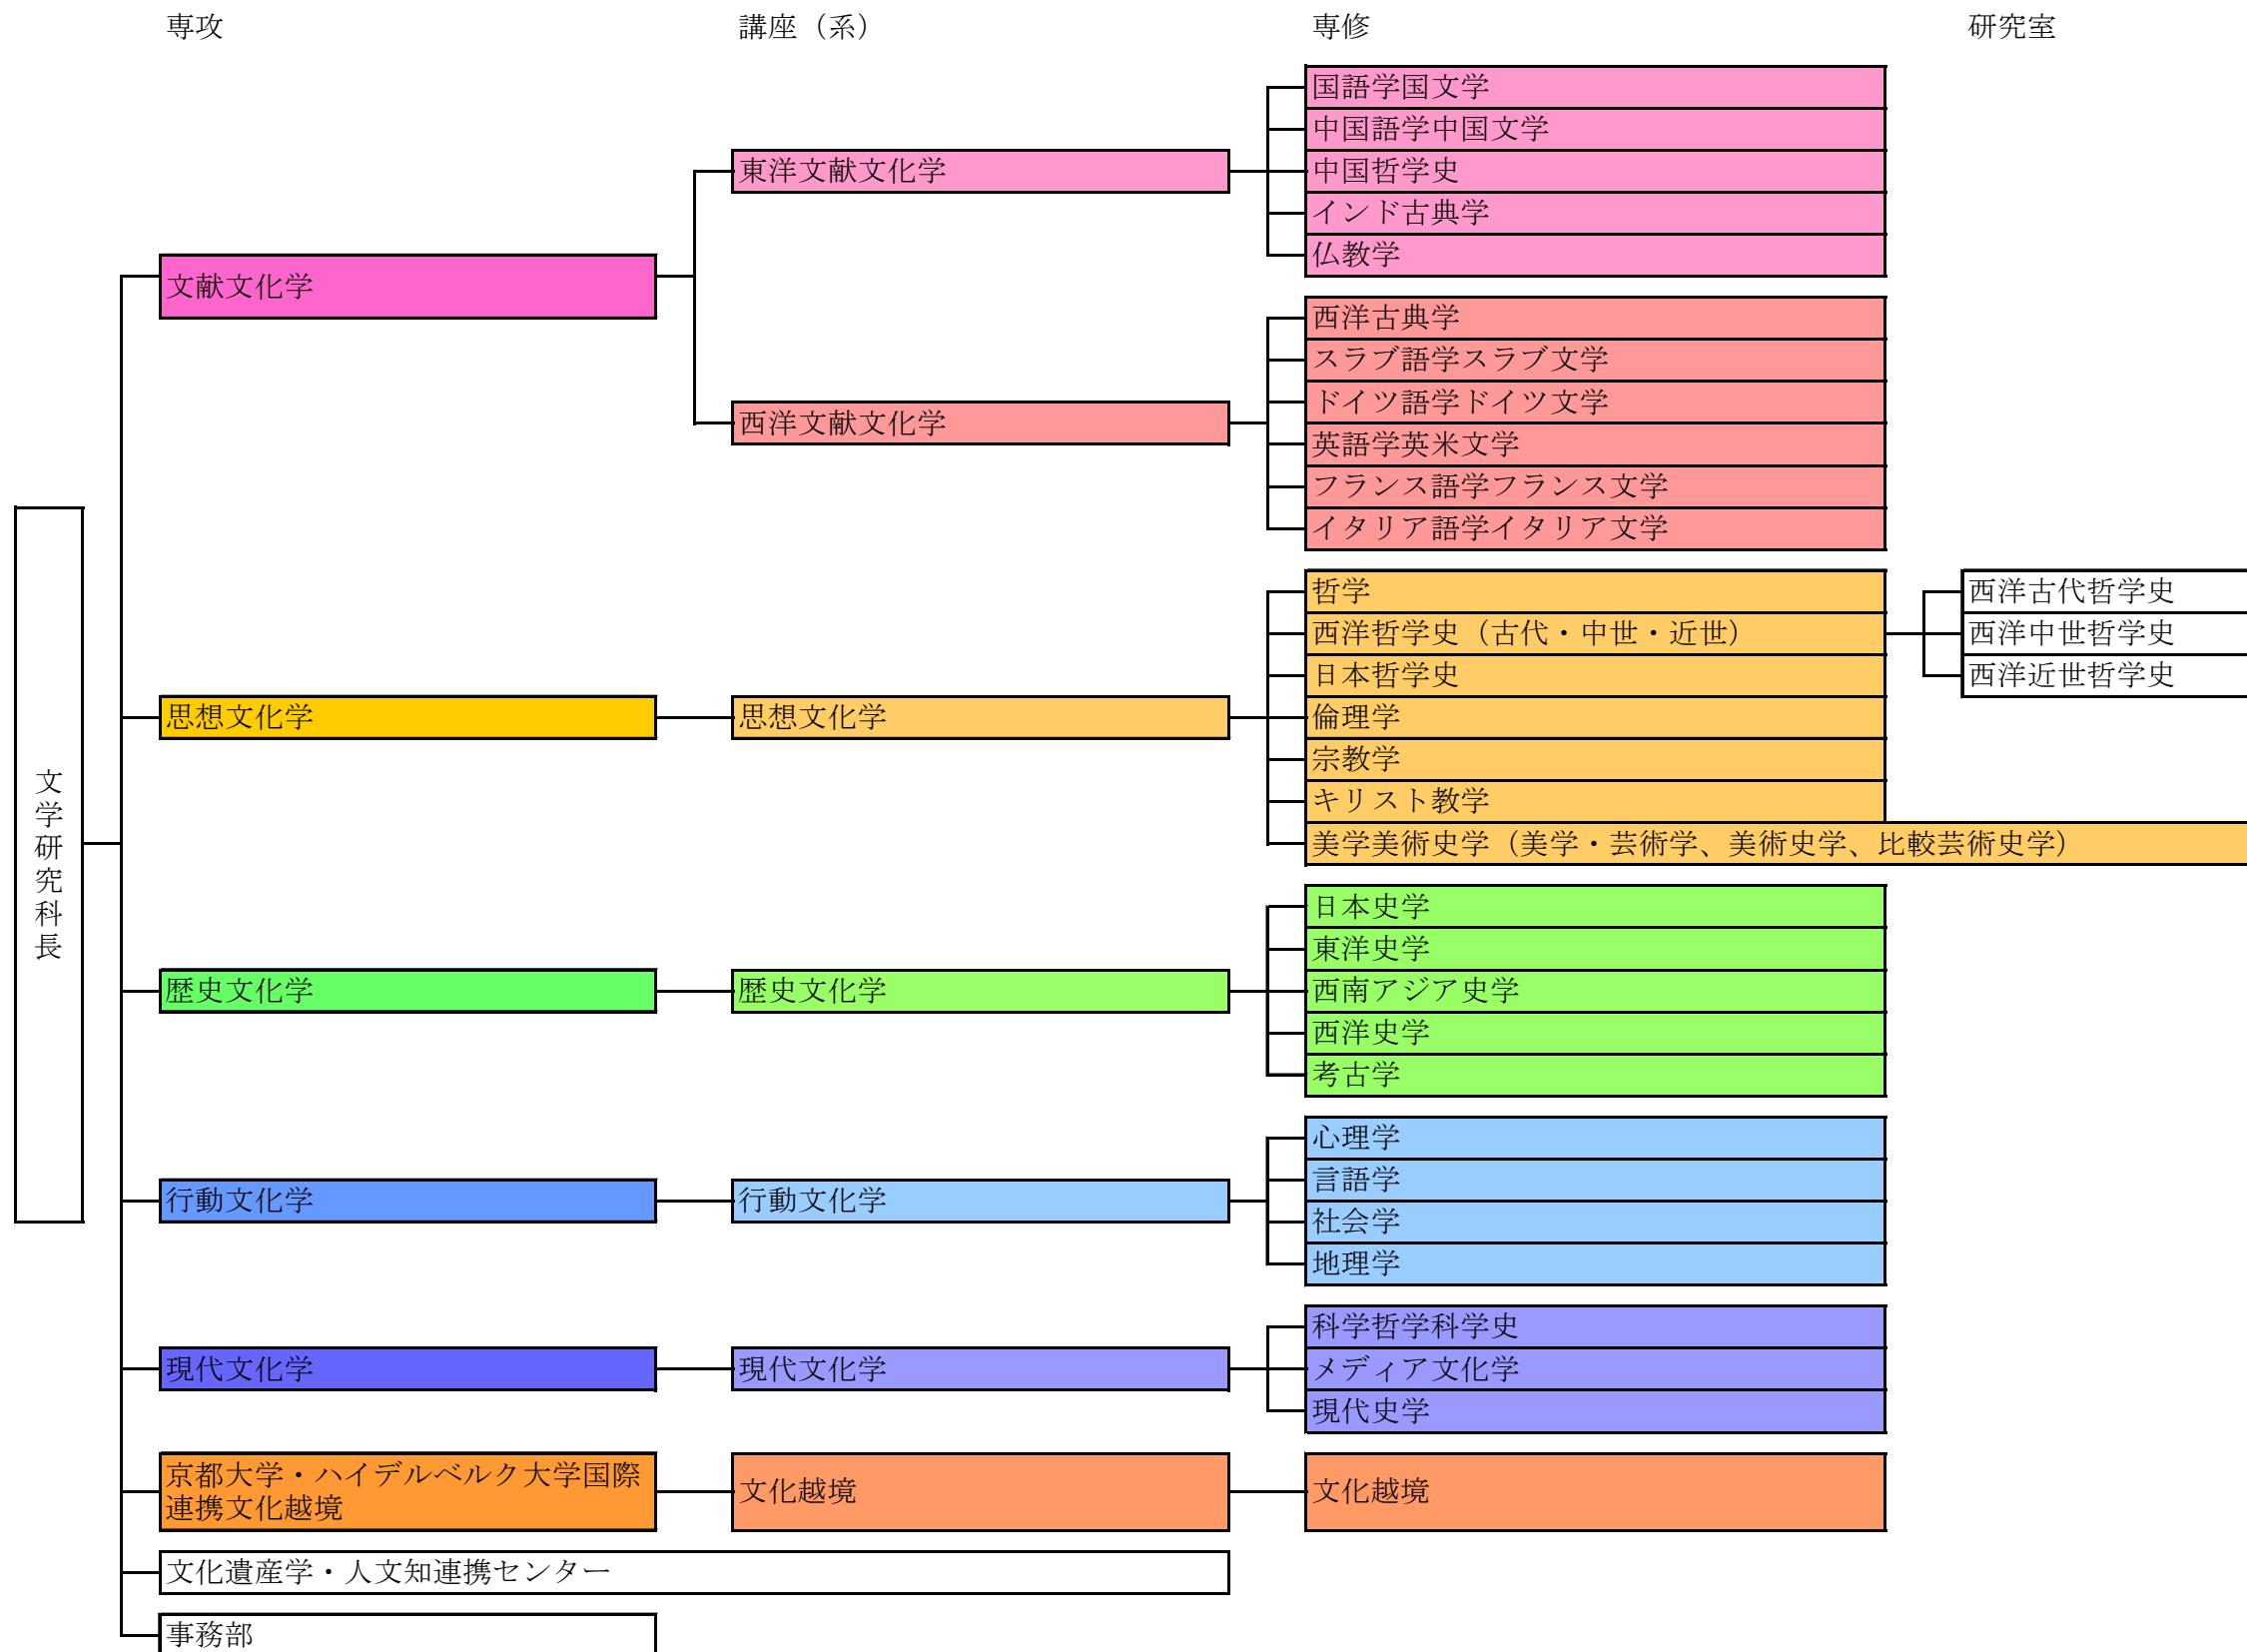 専攻
講座（系）
専修
研究室
文学研究科長
文献文化学
東洋文献文化学
国語学国文学
中国語学中国文学
中国哲学史
インド古典学
仏教学
西洋文献文化学
西洋古典学
スラブ語学スラブ文学
ドイツ語学ドイツ文学
英語学英米文学
フランス語学フランス文学
イタリア語学イタリア文学
思想文化学
思想文化学
哲学
西洋哲学史（古代・中世・近世）
西洋古代哲学史
西洋中世哲学史
西洋近世哲学史
日本哲学史
倫理学
宗教学
キリスト教学
美学美術史学（美学・芸術学、美術史学、比較芸術史学）
歴史文化学
歴史文化学
日本史学
東洋史学
西南アジア史学
西洋史学
考古学
行動文化学
行動文化学
心理学
言語学
社会学
地理学
現代文化学
現代文化学
科学哲学科学史
メディア文化学
現代史学
京都大学・ハイデルベルク大学国際
連携文化越境
文化越境
文化越境
文化遺産学・人文知連携センター
事務部